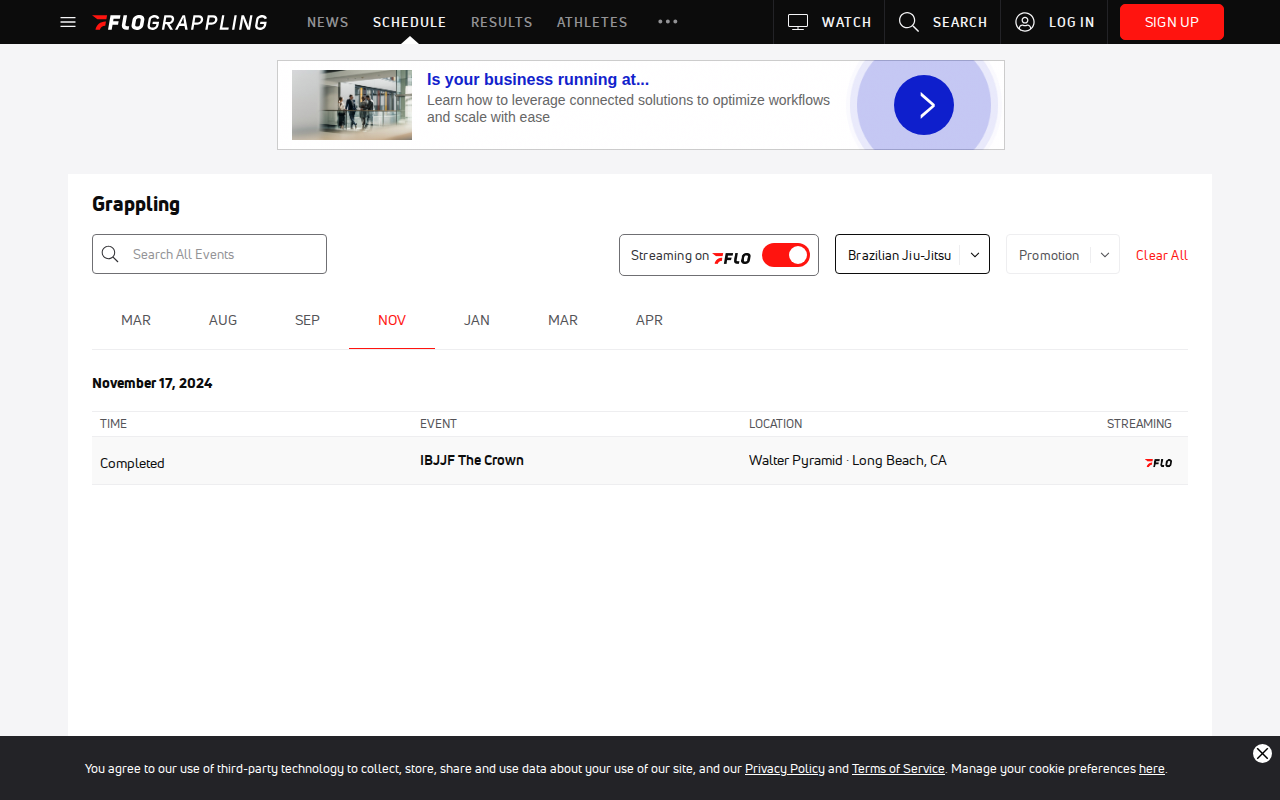 FLOGRAPPLING NEWS SCHEDULE RESULTS ATHLETES WATCH SEARCH LOG IN SIGN UP
Is your business running at...
Learn how to leverage connected solutions to optimize workflows
and scale with ease
Grappling
Search All Events Streaming on FLO Brazilian Jiu-Jitsu Promotion Clear All
MAR AUG SEP NOV JAN MAR APR
November 17, 2024
TIME EVENT LOCATION STREAMING
Completed IBJJF The Crown Walter Pyramid · Long Beach, CA FLO
You agree to our use of third-party technology to collect, store, share and use data about your use of our site, and our Privacy Policy and Terms of Service. Manage your cookie preferences here.